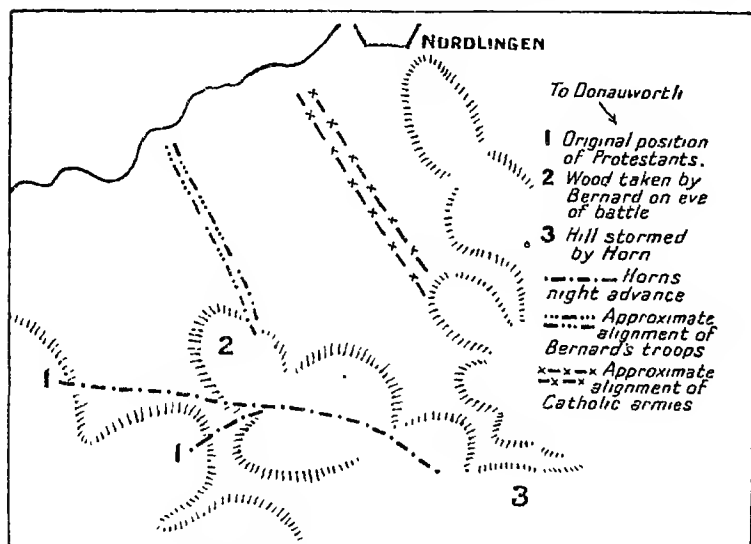 NORDLINGEN
To Donauworth
1 Original position
of Protestants.
2 Wood taken by
Bernard on eve
of battle
3 Hill stormed
by Horn
Horns
night advance
Approximate
alignment of
Bernard's troops
Approximate
alignment of
Catholic armies
2
1
1
3